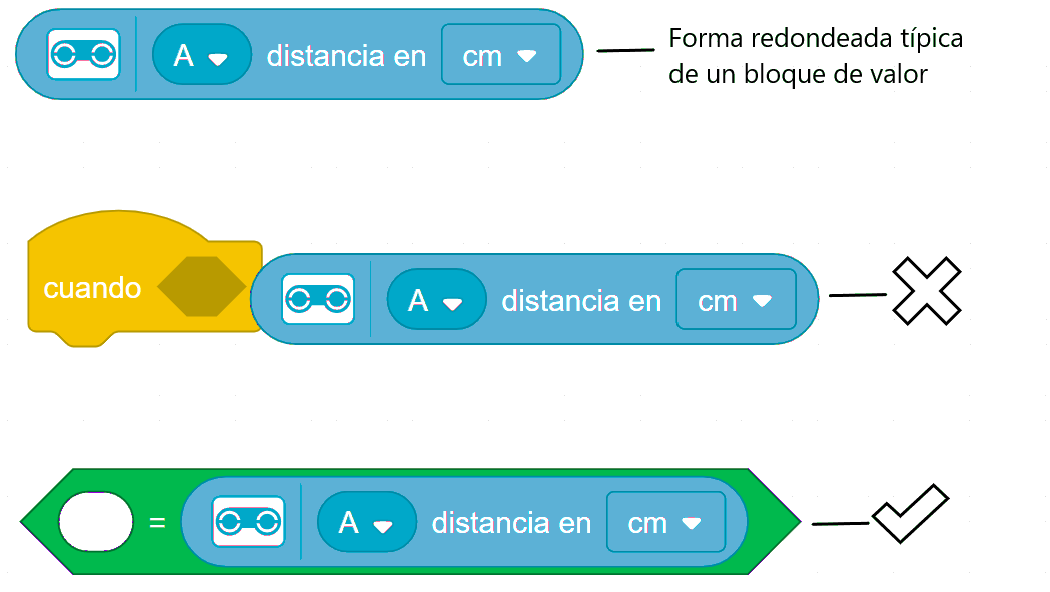 A distancia en cm
Forma redondeada típica
de un bloque de valor
cuando
A distancia en cm
= A distancia en cm